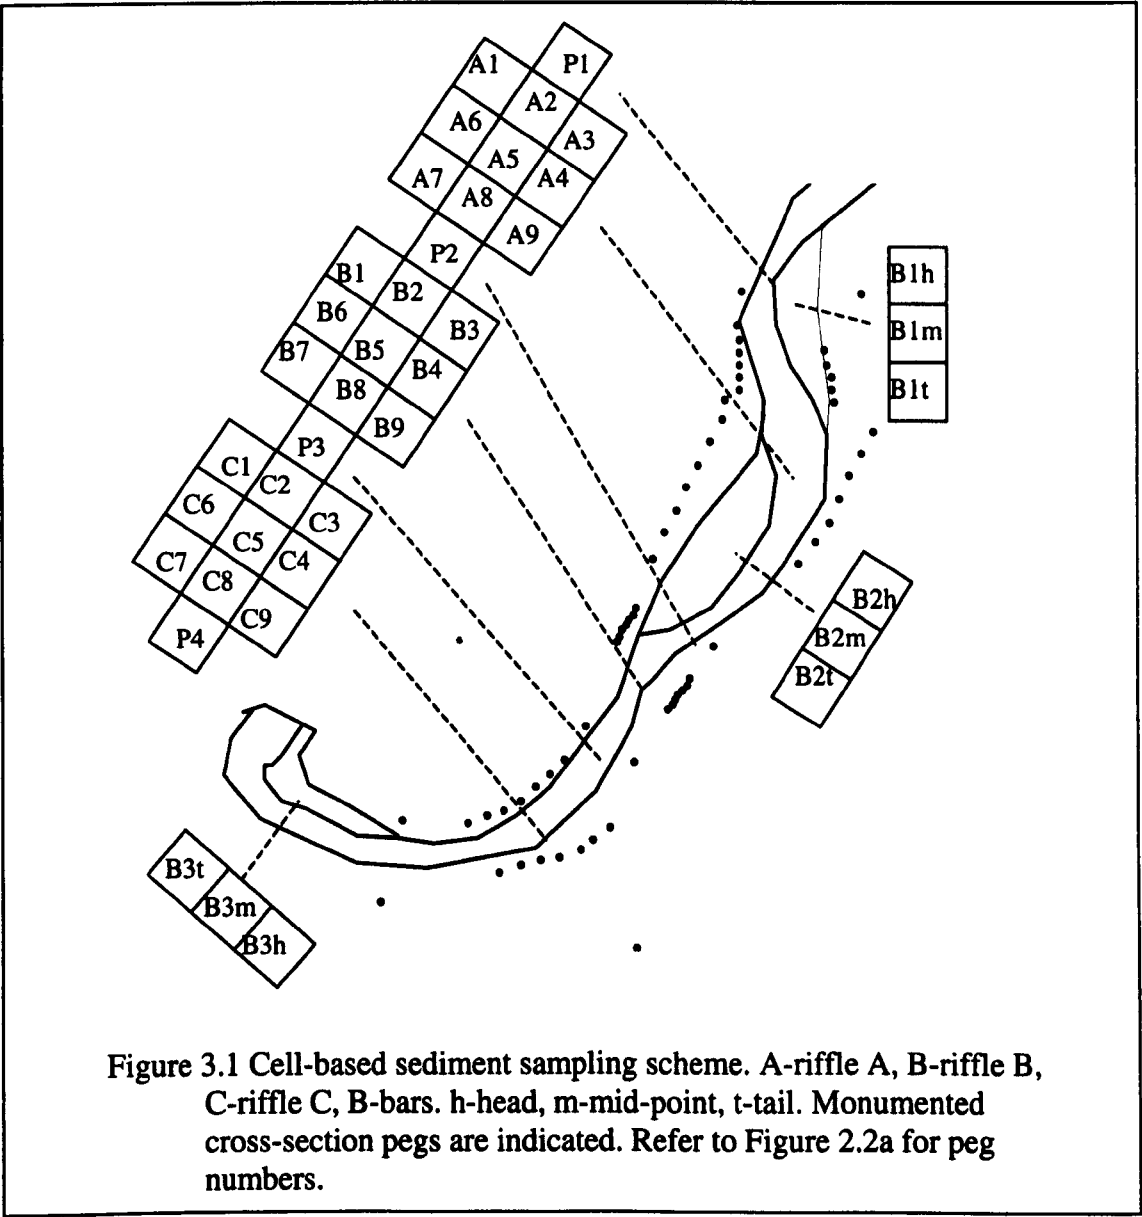 P1
A1
A2
A3
A6
A5
A4
A7
A8
A9
P2
B1
B2
B3
B6
B5
B4
B7
B8
B9
P3
C1
C2
C3
C6
C5
C4
C7
C8
C9
P4
B1h
B1m
B1t
B2h
B2m
B2t
B3t
B3m
B3h
Figure 3.1 Cell-based sediment sampling scheme. A-riffle A, B-riffle B,
C-riffle C, B-bars. h-head, m-mid-point, t-tail. Monumented
cross-section pegs are indicated. Refer to Figure 2.2a for peg
numbers.